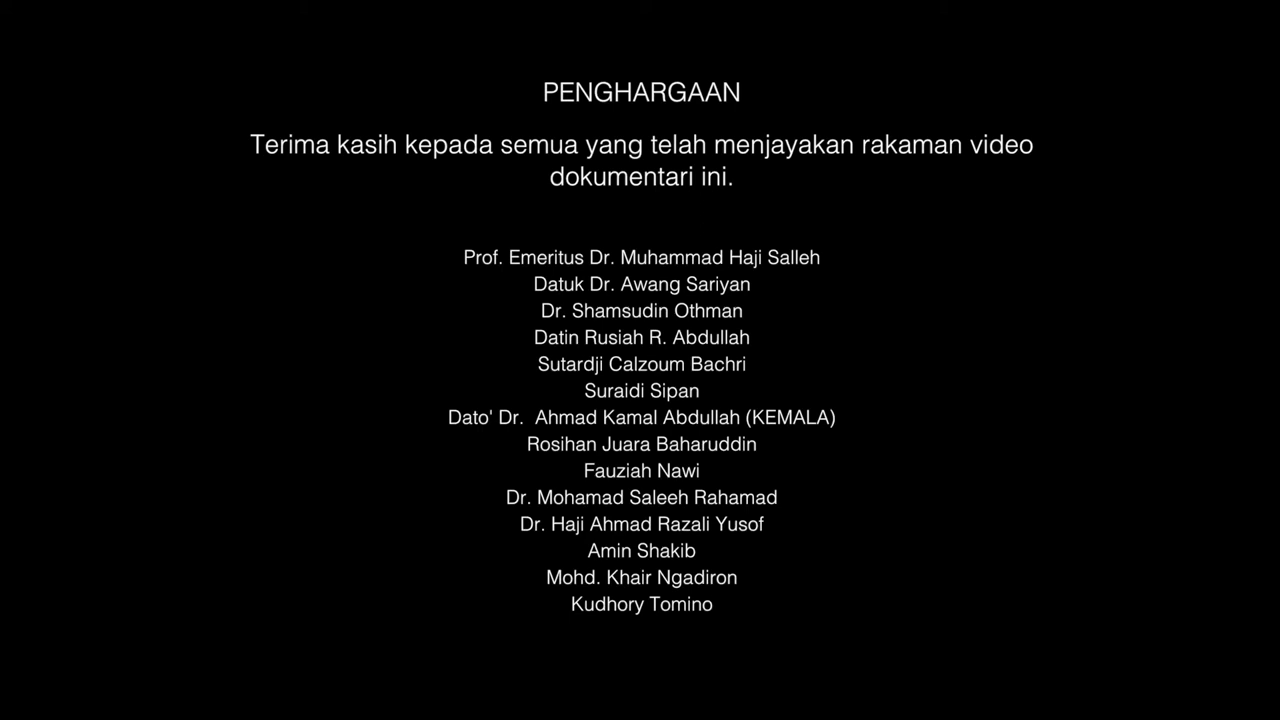 PENGHARGAAN
Terima kasih kepada semua yang telah menjayakan rakaman video
dokumentari ini.
Prof. Emeritus Dr. Muhammad Haji Salleh
Datuk Dr. Awang Sariyan
Dr. Shamsudin Othman
Datin Rusiah R. Abdullah
Sutardji Calzoum Bachri
Suraidi Sipan
Dato' Dr.  Ahmad Kamal Abdullah (KEMALA)
Rosihan Juara Baharuddin
Fauziah Nawi
Dr. Mohamad Saleeh Rahamad
Dr. Haji Ahmad Razali Yusof
Amin Shakib
Mohd. Khair Ngadiron
Kudhory Tomino